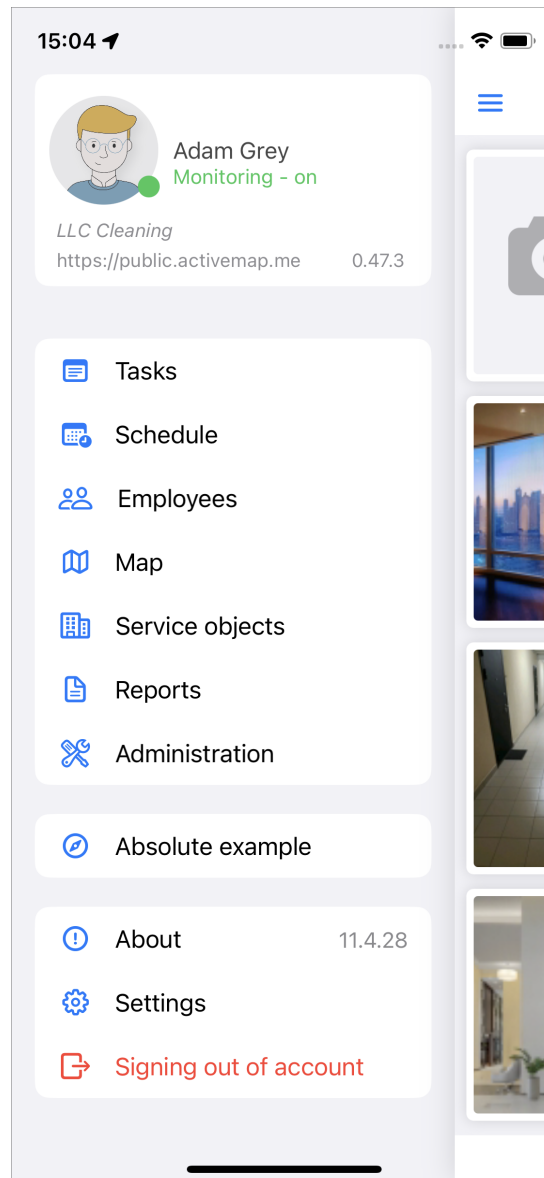 15:04
Adam Grey
Monitoring - on
LLC Cleaning
https://public.activemap.me 0.47.3
Tasks
Schedule
Employees
Map
Service objects
Reports
Administration
Absolute example
About 11.4.28
Settings
Signing out of account